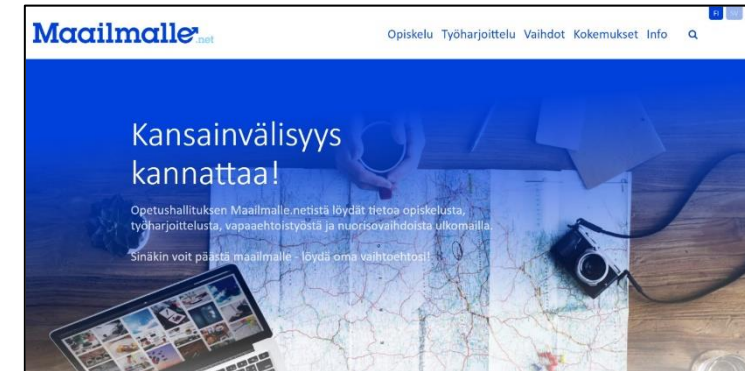 FI
Maailmalle.net
Opiskelu Työharjoittelu Vaihdot Kokemukset Info
Kansainvälisyys
kannattaa!
Opetushallituksen Maailmalle.netistä löydät tietoa opiskelusta,
työharjoittelusta, vapaaehtoistyöstä ja nuorisovaihdoista ulkomailla.
Sinäkin voit päästä maailmalle - löydä oma vaihtoehtosi!